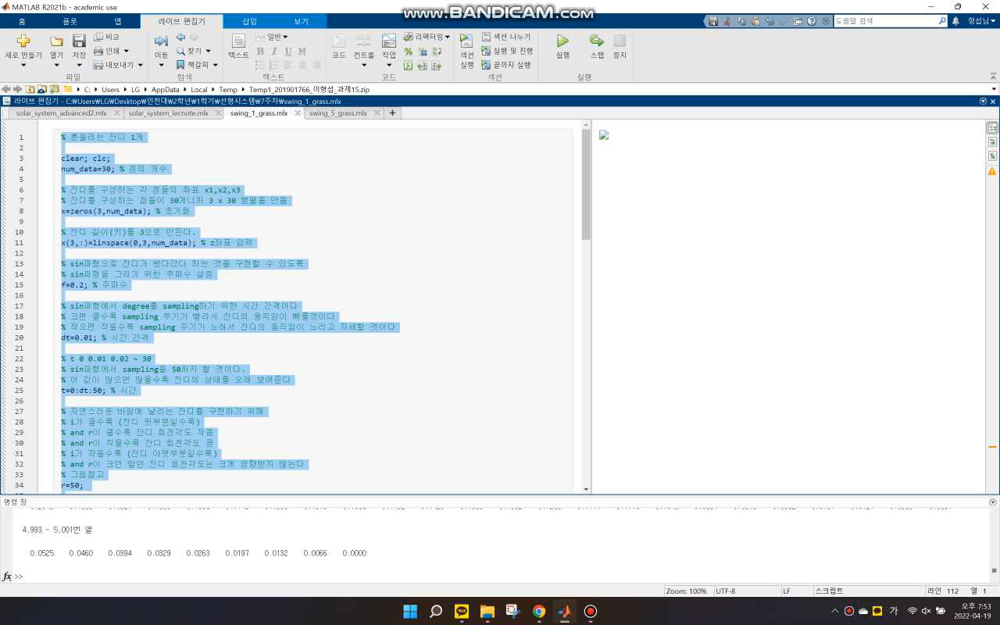 MATLAB R2021b - academic use
www.BANDICAM.com
홈 플롯 앱 라이브 편집기 삽입 보기
도움말 검색
형섭님
새로 만들기 열기 저장 비교 인쇄 내보내기 이동 찾기 책갈피 텍스트 일반 B I U M 코드 컨트롤 작업 리팩터링 섹션 실행 섹션 나누기 실행 및 진행 끝까지 실행 실행 스텝 중지
파일 탐색 텍스트 코드 섹션 실행
C: Users LG AppData Local Temp Temp1_201901766_이형섭_과제15.zip
라이브 편집기 - C:₩Users₩LG₩Desktop₩인천대₩2학년₩1학기₩선형시스템₩7주차₩swing_1_grass.mlx
solar_system_advanced2.mlx solar_system_lecnote.mlx swing_1_grass.mlx swing_5_grass.mlx +
1 % 흔들리는 잔디 1개
2
3 clear; clc;
4 num_data=30; % 점의 개수
5
6 % 잔디를 구성하는 각 점들의 좌표 x1,x2,x3
7 % 잔디를 구성하는 점들이 30개니까 3 x 30 행렬을 만듦
8 x=zeros(3,num_data); % 초기화
9
10 % 잔디 길이(키)를 3으로 만든다.
11 x(3,:)=linspace(0,3,num_data); % z좌표 입력
12
13 % sin파형으로 잔디가 왔다갔다 하는 것을 구현할 수 있도록
14 % sin파형을 그리기 위한 주파수 설정
15 f=0.2; % 주파수
16
17 % sin파형에서 degree를 sampling하기 위한 시간 간격이다
18 % 크면 클수록 sampling 주기가 빨라서 잔디의 움직임이 빠를것이다
19 % 작으면 작을수록 sampling 주기가 느려서 잔디의 움직임이 느리고 자세할 것이다
20 dt=0.01; % 시간 간격
21
22 % t 0 0.01 0.02 ~ 30
23 % sin파형에서 sampling을 50까지 할 것이다.
24 % 이 값이 많으면 많을수록 잔디의 상태를 오래 보여준다
25 t=0:dt:50; % 시간
26
27 % 자연스러운 바람에 날리는 잔디를 구현하기 위해
28 % i가 클수록 (잔디 윗부분일수록)
29 % and r이 클수록 잔디 회전각도 작음
30 % and r이 작을수록 잔디 회전각도 큼
31 % i가 작을수록 (잔디 아랫부분일수록)
32 % and r이 크면 말면 잔디 회전각도는 크게 영향받지 않는다
33 % 그림참고
34 r=50;
명령 창
4,993 ~ 5,001번 열
0.0525 0.0460 0.0394 0.0329 0.0263 0.0197 0.0132 0.0066 0.0000
fx >>
Zoom: 100% UTF-8 LF 스크립트 라인 112 열 1
TALK
가
오후 7:53
2022-04-19